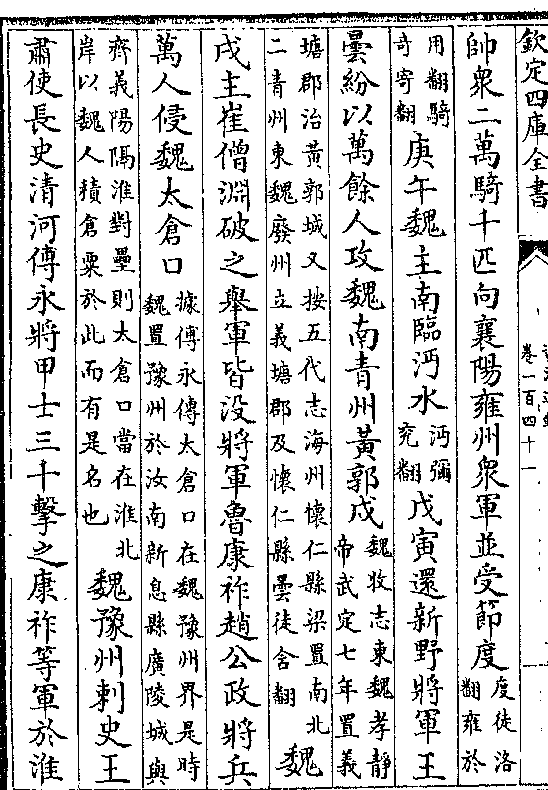 欽定四庫全書
卷一百四十一
帥衆二萬騎十匹向襄陽雍州衆軍並受節度度徒洛翻雍於
用翻騎奇寄翻庚午魏主南臨沔水沔彌兖翻戊寅還新野將軍王
曇紛以萬餘人攻魏南青州黃郭戍魏收志東魏孝靜帝武定七年置義
塘郡治黃郭城又按五代志海州懷仁縣梁置南北二青州東魏廢州立義塘郡及懷仁縣曇徒含翻魏
戍主崔僧淵破之舉軍皆没將軍魯康祚趙公政將兵
萬人侵魏太倉口據傅永傳太倉口在魏豫州界是時魏置豫州於汝南新息縣廣陵城與
齊義陽隔淮對壘則太倉口當在淮北岸以魏人積倉粟於此而有是名也魏豫州刺史王
肅使長史清河傅永將甲士三千擊之康祚等軍於淮